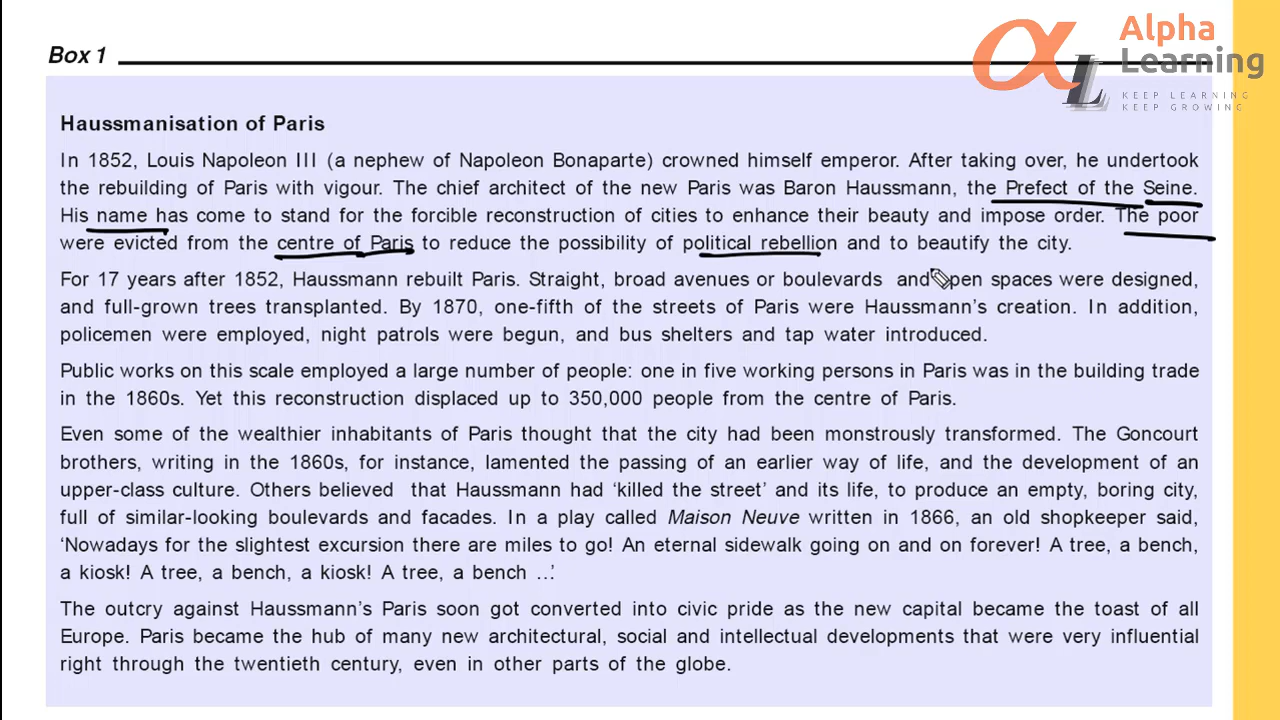 Alpha
Learning
KEEP LEARNING
KEEP GROWING
Box 1
Haussmanisation of Paris
In 1852, Louis Napoleon III (a nephew of Napoleon Bonaparte) crowned himself emperor. After taking over, he undertook
the rebuilding of Paris with vigour. The chief architect of the new Paris was Baron Haussmann, the Prefect of the Seine.
His name has come to stand for the forcible reconstruction of cities to enhance their beauty and impose order. The poor
were evicted from the centre of Paris to reduce the possibility of political rebellion and to beautify the city.
For 17 years after 1852, Haussmann rebuilt Paris. Straight, broad avenues or boulevards and open spaces were designed,
and full-grown trees transplanted. By 1870, one-fifth of the streets of Paris were Haussmann's creation. In addition,
policemen were employed, night patrols were begun, and bus shelters and tap water introduced.
Public works on this scale employed a large number of people: one in five working persons in Paris was in the building trade
in the 1860s. Yet this reconstruction displaced up to 350,000 people from the centre of Paris.
Even some of the wealthier inhabitants of Paris thought that the city had been monstrously transformed. The Goncourt
brothers, writing in the 1860s, for instance, lamented the passing of an earlier way of life, and the development of an
upper-class culture. Others believed that Haussmann had 'killed the street' and its life, to produce an empty, boring city,
full of similar-looking boulevards and facades. In a play called Maison Neuve written in 1866, an old shopkeeper said,
'Nowadays for the slightest excursion there are miles to go! An eternal sidewalk going on and on forever! A tree, a bench,
a kiosk! A tree, a bench, a kiosk! A tree, a bench …'
The outcry against Haussmann's Paris soon got converted into civic pride as the new capital became the toast of all
Europe. Paris became the hub of many new architectural, social and intellectual developments that were very influential
right through the twentieth century, even in other parts of the globe.